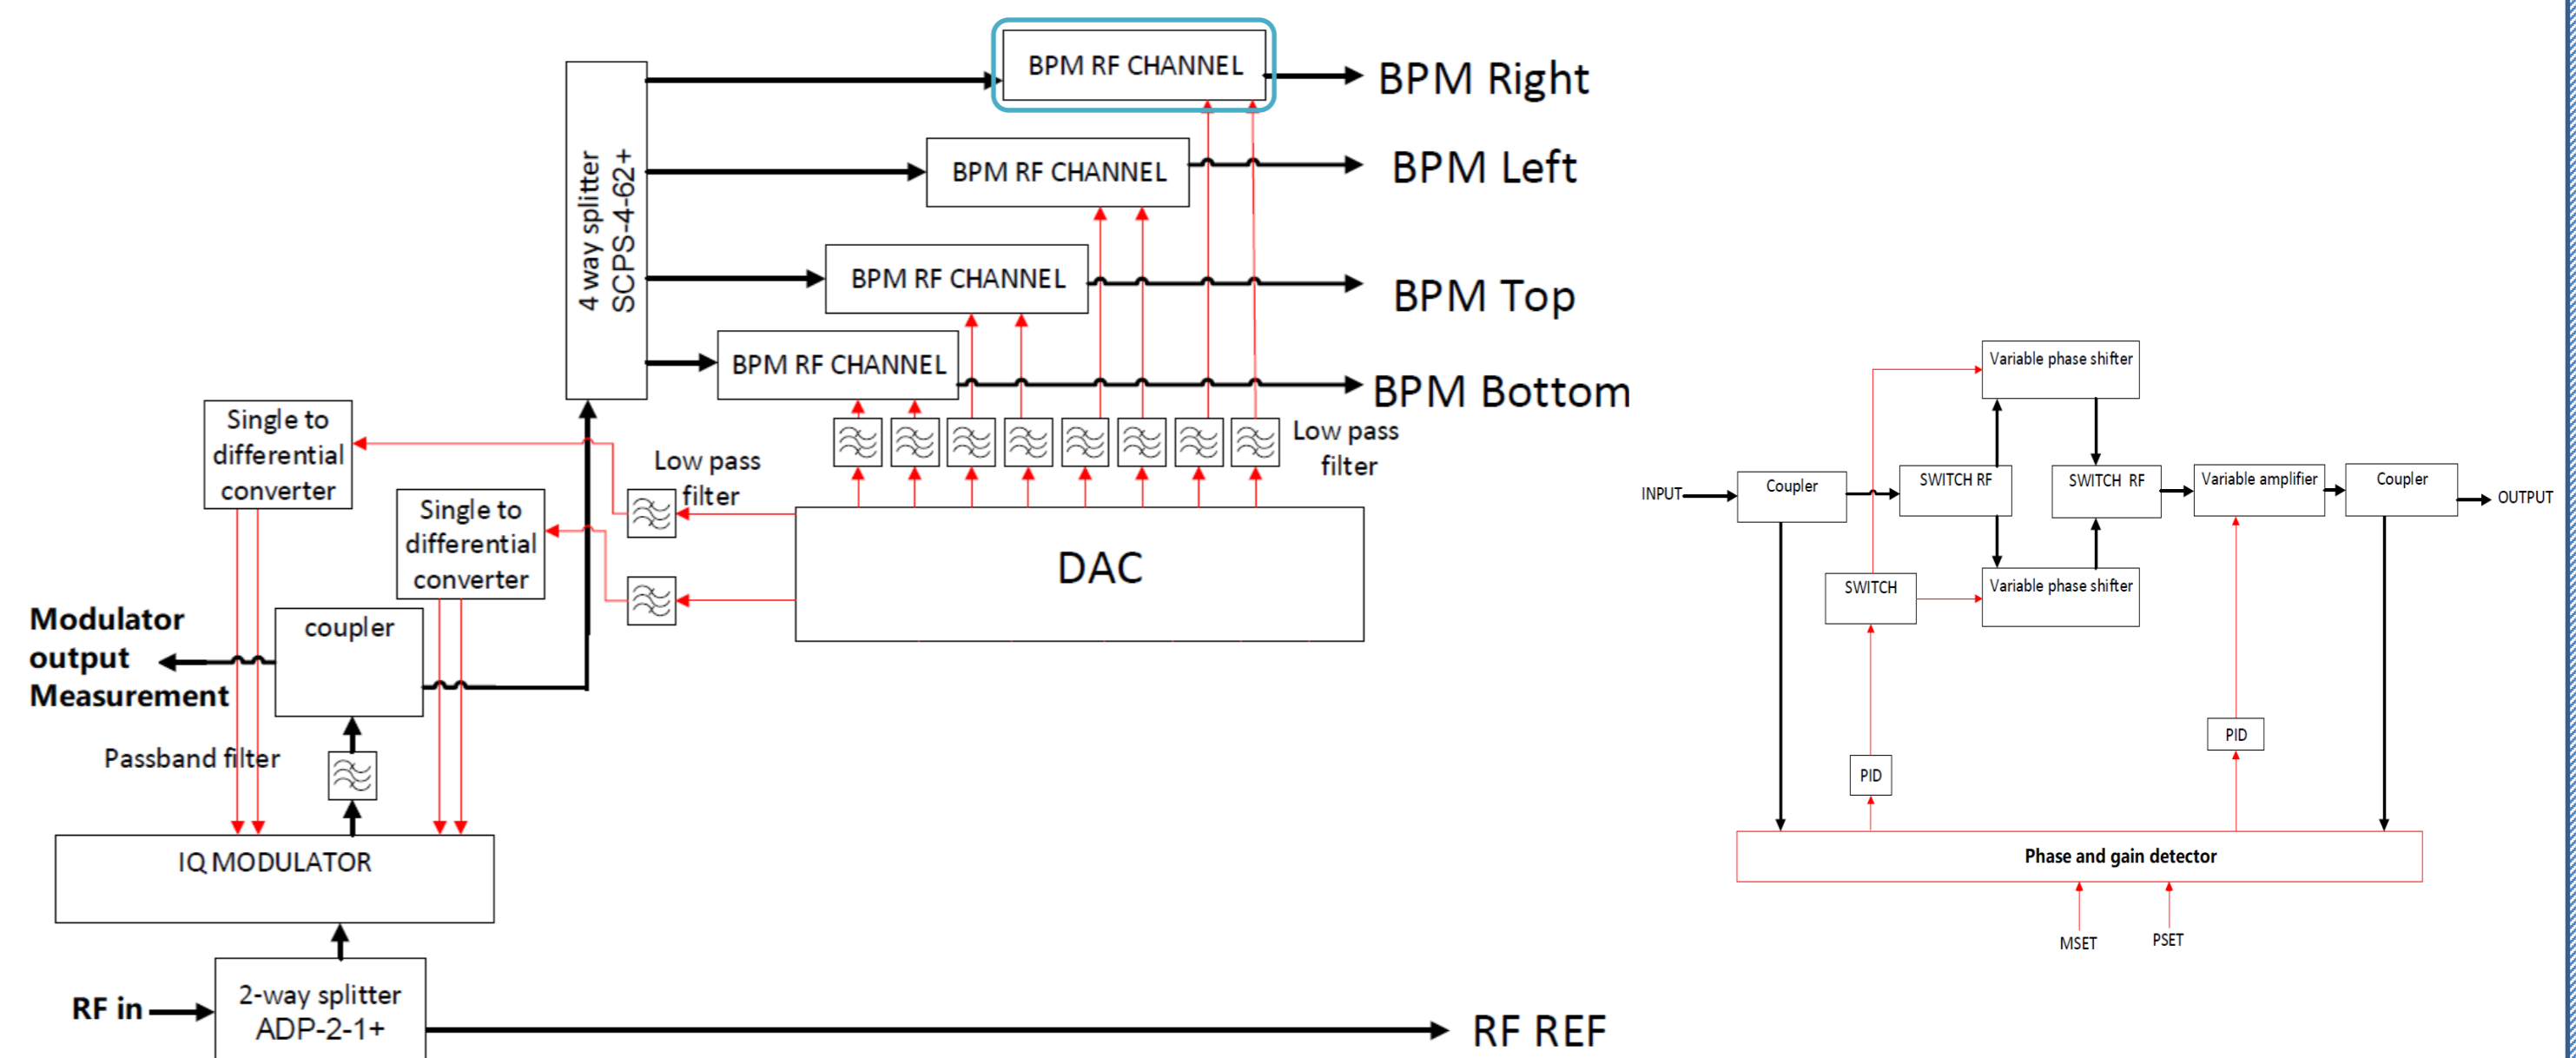 BPM RF CHANNEL
BPM Right
BPM RF CHANNEL
BPM Left
4 way splitter
SCPS-4-62+
BPM RF CHANNEL
BPM Top
BPM RF CHANNEL
BPM Bottom
Single to
differential
converter
Low pass
filter
Low pass
filter
Single to
differential
converter
DAC
Modulator
output
Measurement
coupler
Passband filter
IQ MODULATOR
RF in
2-way splitter
ADP-2-1+
RF REF
Variable phase shifter
INPUT
Coupler
SWITCH RF
SWITCH RF
Variable amplifier
Coupler
OUTPUT
SWITCH
Variable phase shifter
PID
PID
Phase and gain detector
MSET
PSET